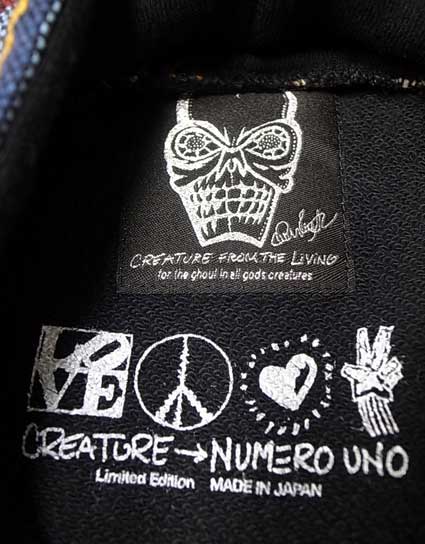 CREATURE FROM THE LIVING
for the ghoul in all gods creatures
LOVE
CREATURE → NUMERO UNO
Limited Edition MADE IN JAPAN